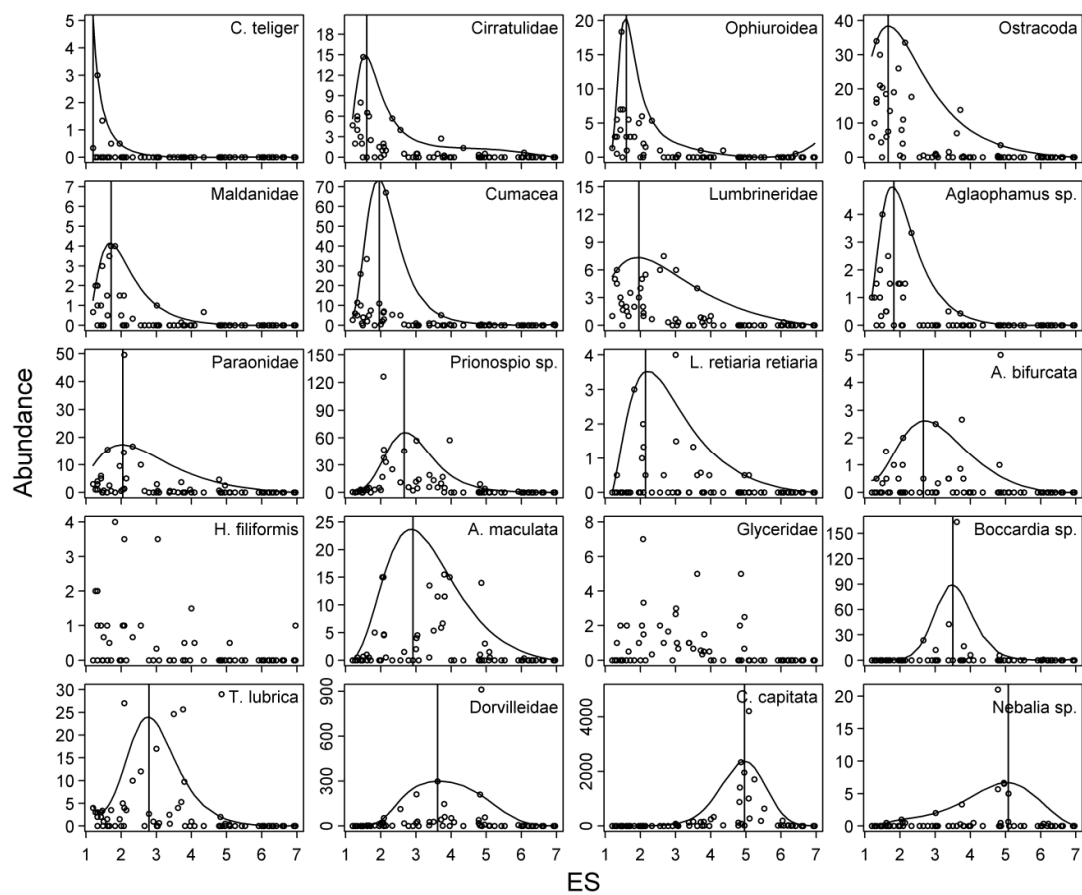 C. teliger
Cirratulidae
Ophiuroidea
Ostracoda
0 1 2 3 4 5
0 3 6 9 12 15 18
0 5 10 15 20
0 10 20 30 40
Maldanidae
Cumacea
Lumbrineridae
Aglaophamus sp.
0 1 2 3 4 5 6 7
0 10 20 30 40 50 60 70
0 3 6 9 12 15
0 1 2 3 4 5
Paraonidae
Prionospio sp.
L. retiaria retiaria
A. bifurcata
0 10 20 30 40 50
0 30 60 90 120 150
0 1 2 3 4
0 1 2 3 4 5
Abundance
H. filiformis
A. maculata
Glyceridae
Boccardia sp.
0 1 2 3 4
0 5 10 15 20 25
0 2 4 6 8
0 30 60 90 120 150
T. lubrica
Dorvilleidae
C. capitata
Nebalia sp.
0 5 10 15 20 25 30
0 300 600 900
0 2000 4000
0 5 10 15 20
1 2 3 4 5 6 7
1 2 3 4 5 6 7
1 2 3 4 5 6 7
1 2 3 4 5 6 7
ES